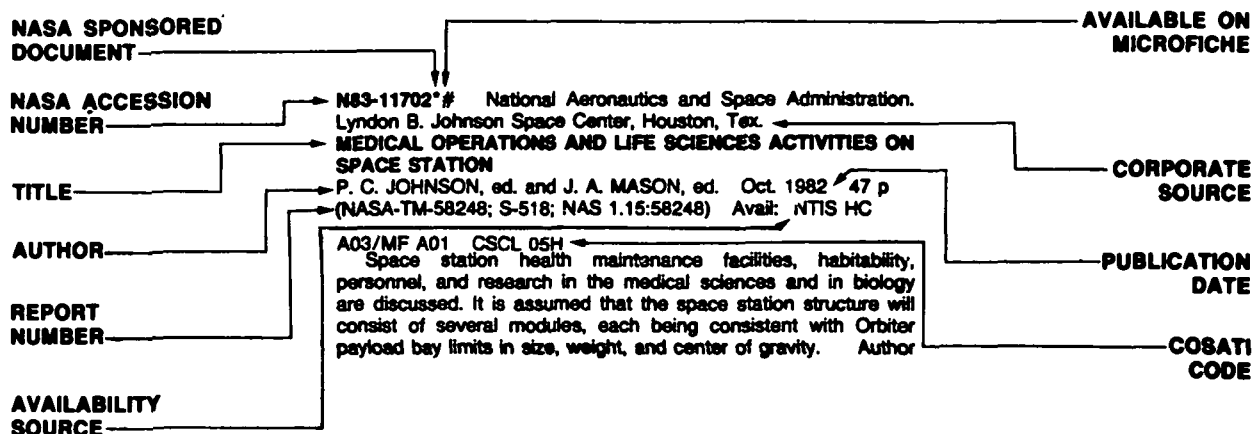 NASA SPONSORED
DOCUMENT
AVAILABLE ON
MICROFICHE
NASA ACCESSION
NUMBER
N83-11702*# National Aeronautics and Space Administration.
Lyndon B. Johnson Space Center, Houston, Tex.
TITLE
MEDICAL OPERATIONS AND LIFE SCIENCES ACTIVITIES ON
SPACE STATION
CORPORATE
SOURCE
AUTHOR
P. C. JOHNSON, ed. and J. A. MASON, ed. Oct. 1982 47 p
(NASA-TM-58248; S-518; NAS 1.15:58248) Avail: NTIS HC
A03/MF A01 CSCL 05H
PUBLICATION
DATE
REPORT
NUMBER
Space station health maintenance facilities, habitability,
personnel, and research in the medical sciences and in biology
are discussed. It is assumed that the space station structure will
consist of several modules, each being consistent with Orbiter
payload bay limits in size, weight, and center of gravity. Author
COSATI
CODE
AVAILABILITY
SOURCE